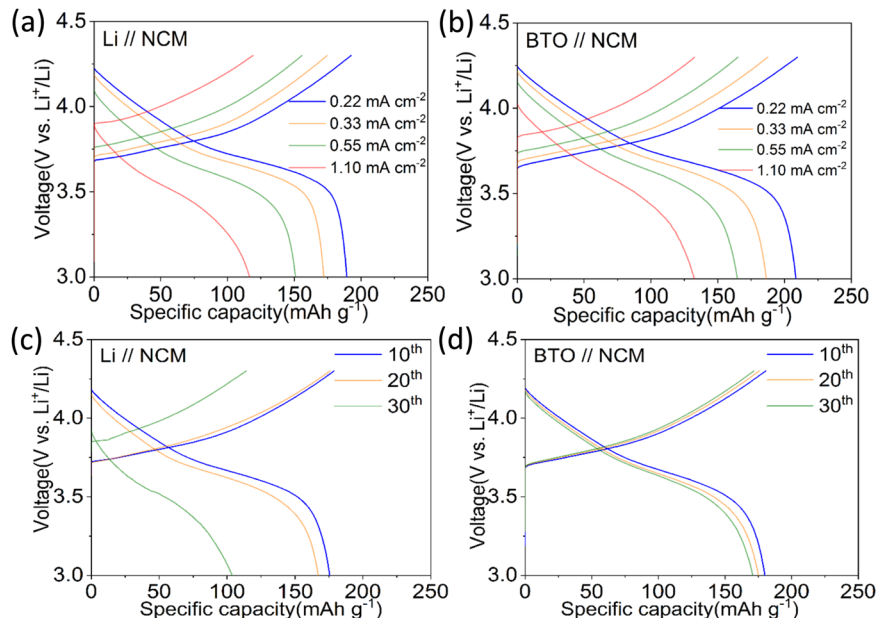 (a)
Li // NCM
4.5
4.0
3.5
3.0
Voltage(V vs. Li⁺/Li)
0.22 mA cm⁻²
0.33 mA cm⁻²
0.55 mA cm⁻²
1.10 mA cm⁻²
0 50 100 150 200 250
Specific capacity(mAh g⁻¹)
(b)
BTO // NCM
4.5
4.0
3.5
3.0
Voltage(V vs. Li⁺/Li)
0.22 mA cm⁻²
0.33 mA cm⁻²
0.55 mA cm⁻²
1.10 mA cm⁻²
0 50 100 150 200 250
Specific capacity(mAh g⁻¹)
(c)
Li // NCM
4.5
4.0
3.5
3.0
Voltage(V vs. Li⁺/Li)
10ᵗʰ
20ᵗʰ
30ᵗʰ
0 50 100 150 200 250
Specific capacity(mAh g⁻¹)
(d)
BTO // NCM
4.5
4.0
3.5
3.0
Voltage(V vs. Li⁺/Li)
10ᵗʰ
20ᵗʰ
30ᵗʰ
0 50 100 150 200 250
Specific capacity(mAh g⁻¹)